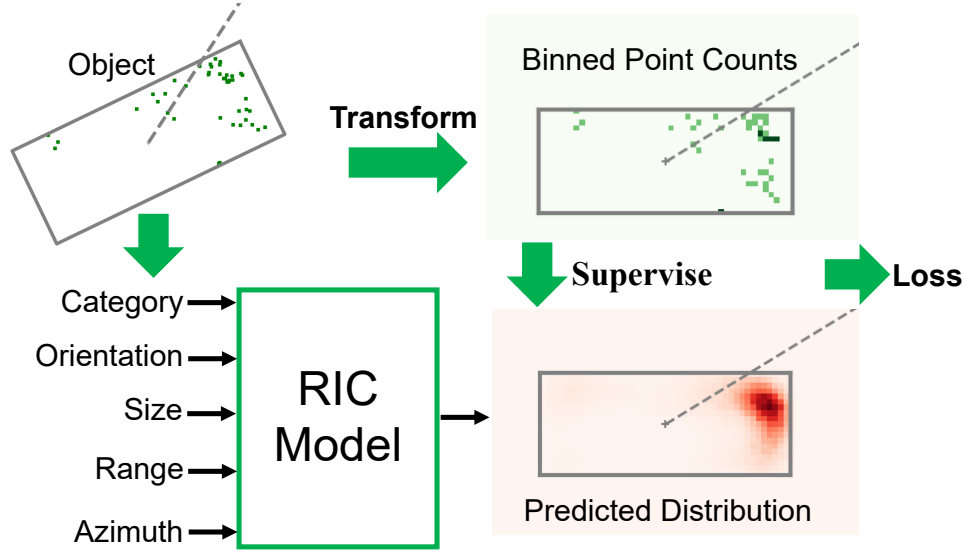 Object
Transform
Binned Point Counts
Supervise
Loss
Category
Orientation
Size
Range
Azimuth
RIC
Model
Predicted Distribution